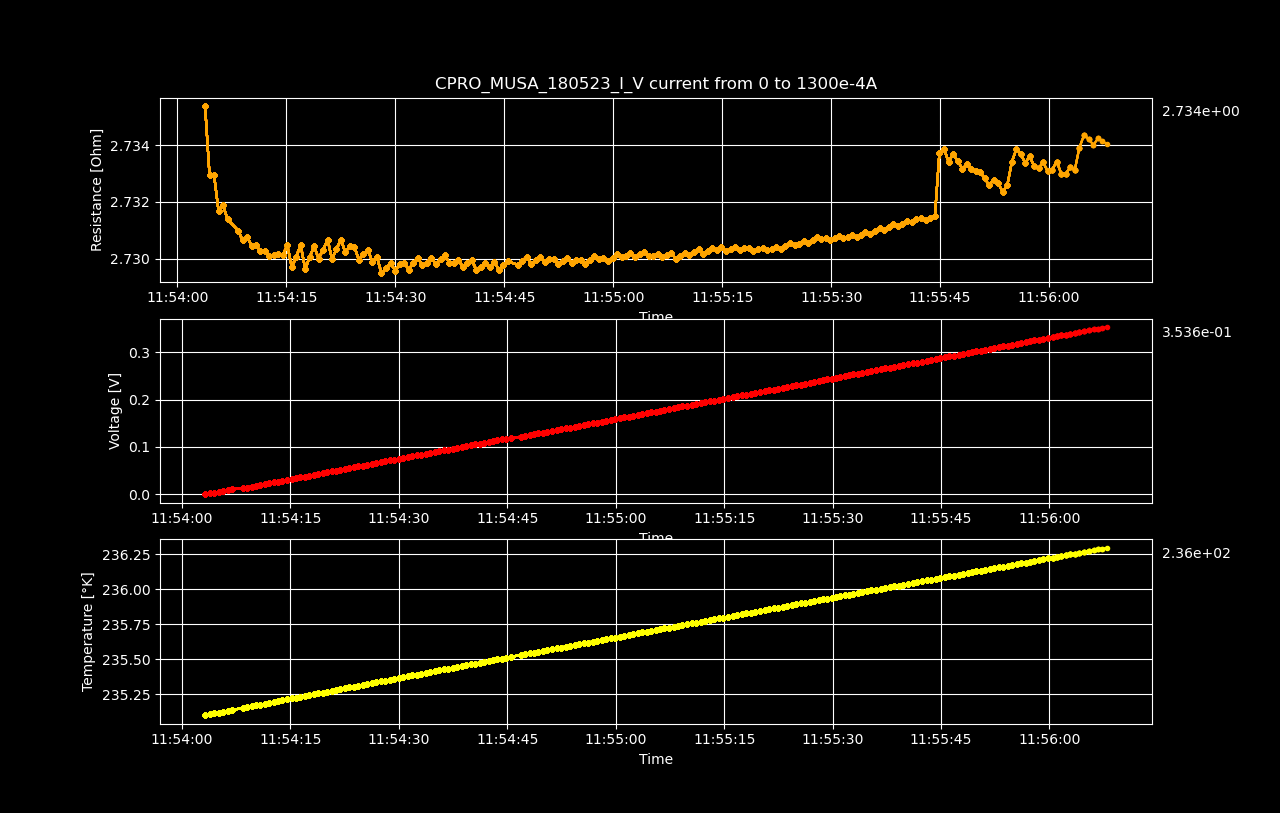 CPRO_MUSA_180523_I_V current from 0 to 1300e-4A
2.734e+00
Resistance [Ohm]
2.734
2.732
2.730
11:54:00 11:54:15 11:54:30 11:54:45 11:55:00 11:55:15 11:55:30 11:55:45 11:56:00
Time
3.536e-01
Voltage [V]
0.3
0.2
0.1
0.0
11:54:00 11:54:15 11:54:30 11:54:45 11:55:00 11:55:15 11:55:30 11:55:45 11:56:00
Time
2.36e+02
Temperature [°K]
236.25
236.00
235.75
235.50
235.25
11:54:00 11:54:15 11:54:30 11:54:45 11:55:00 11:55:15 11:55:30 11:55:45 11:56:00
Time